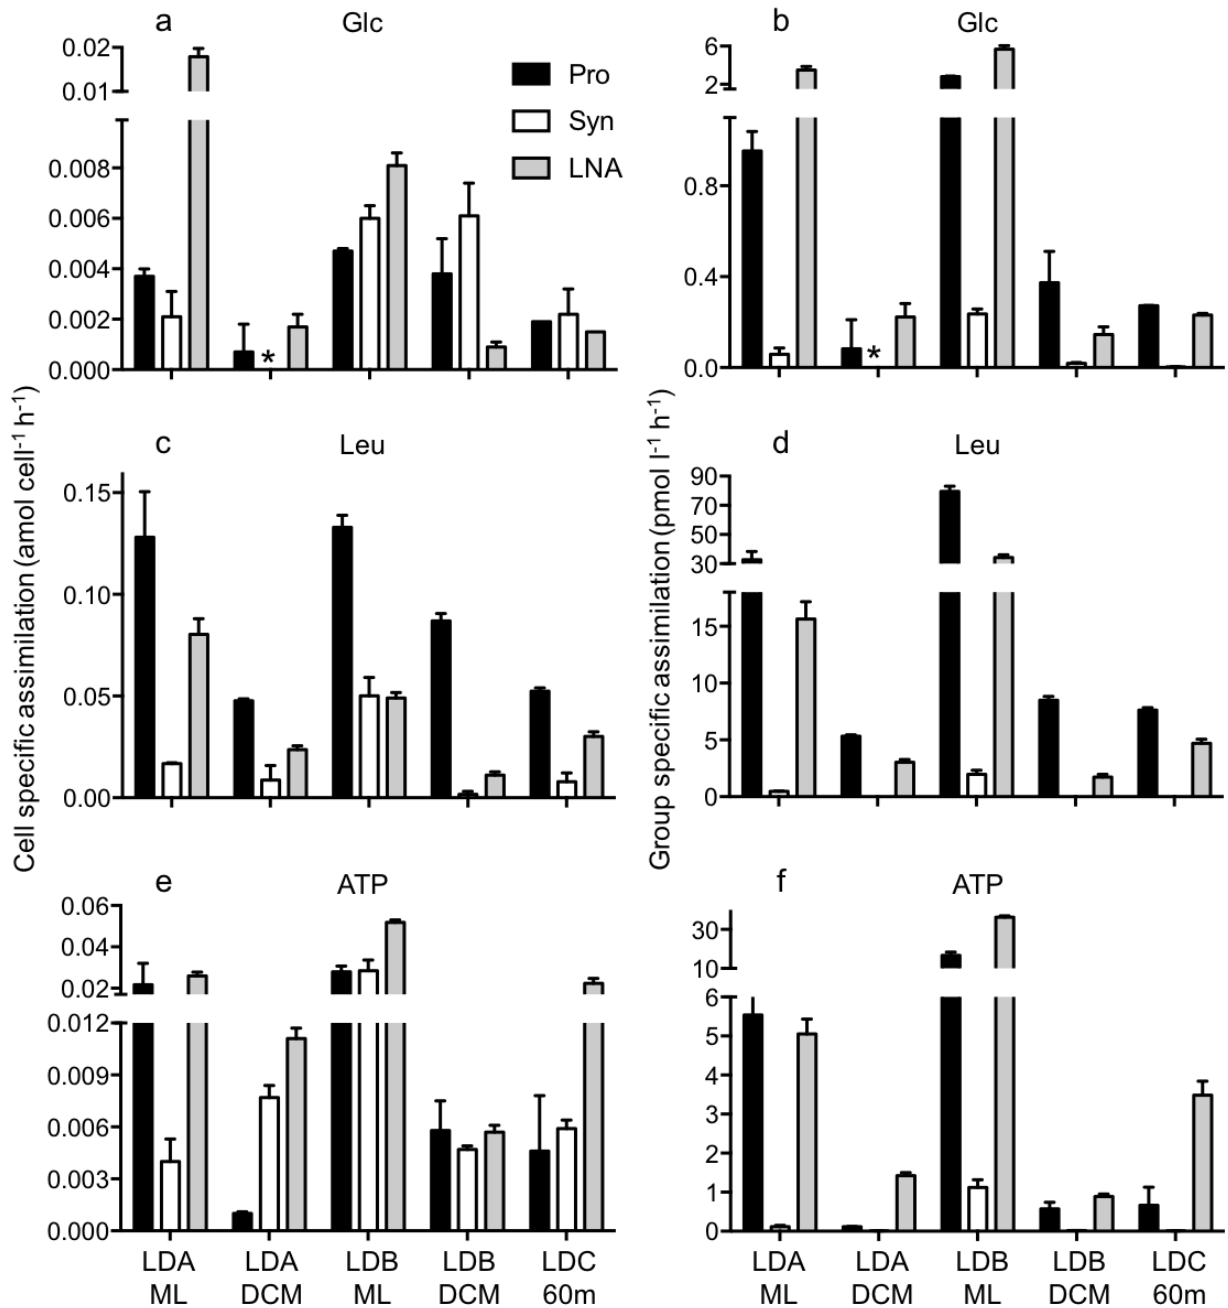 a Glc
0.02
0.01
0.008
0.006
0.004
0.002
0.000
*
Pro
Syn
LNA
b Glc
6
2
0.8
0.4
0.0
*
c Leu
0.15
0.10
0.05
0.00
d Leu
90
70
50
30
15
10
5
0
e ATP
0.06
0.04
0.02
0.012
0.009
0.006
0.003
0.000
f ATP
30
10
6
5
4
3
2
1
0
Cell specific assimilation (amol cell⁻¹ h⁻¹)
Group specific assimilation (pmol l⁻¹ h⁻¹)
LDA LDA LDB LDB LDC
ML DCM ML DCM 60m
LDA LDA LDB LDB LDC
ML DCM ML DCM 60m